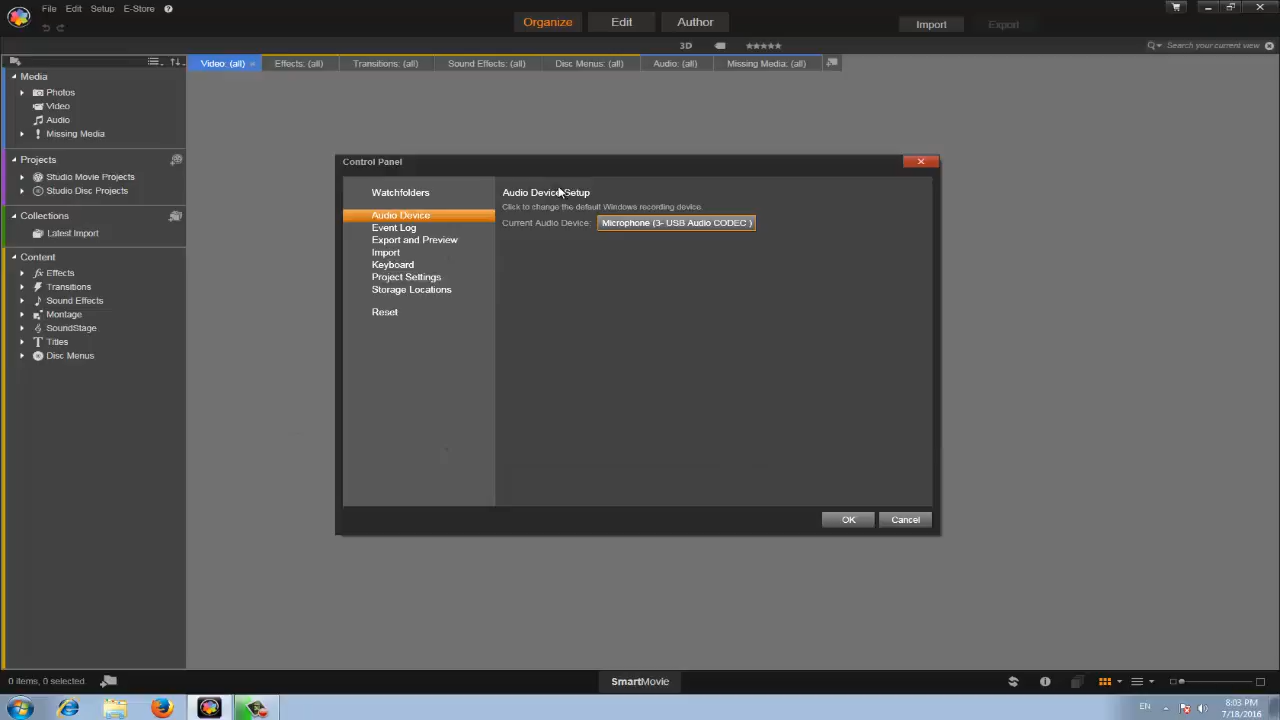 File Edit Setup E-Store
Organize Edit Author Import Export
3D ★★★★★ Search your current view
Video: (all) Effects: (all) Transitions: (all) Sound Effects: (all) Disc Menus: (all) Audio: (all) Missing Media: (all)
Media
Photos
Video
Audio
Missing Media
Projects
Studio Movie Projects
Studio Disc Projects
Collections
Latest Import
Content
fx Effects
Transitions
Sound Effects
Montage
SoundStage
Titles
Disc Menus
Control Panel
Watchfolders
Audio Device
Event Log
Export and Preview
Import
Keyboard
Project Settings
Storage Locations
Reset
Audio Device Setup
Click to change the default Windows recording device.
Current Audio Device: Microphone (3- USB Audio CODEC )
OK Cancel
0 items, 0 selected. SmartMovie
EN 8:03 PM
7/18/2016